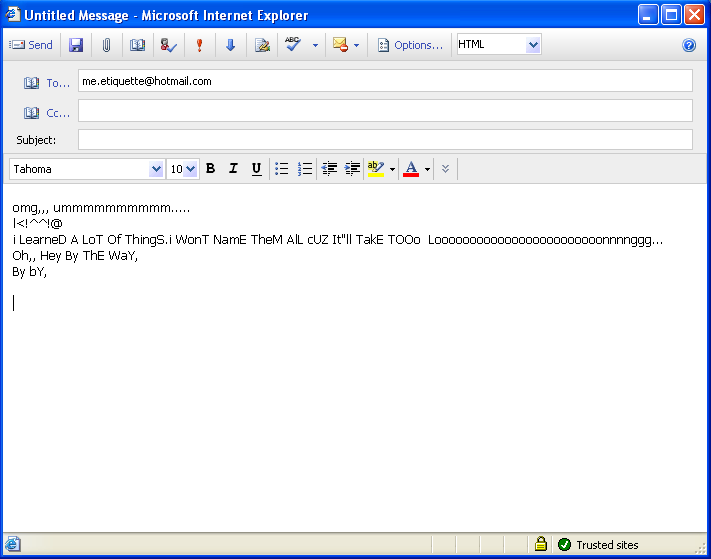 Untitled Message - Microsoft Internet Explorer
Send Options... HTML
To... me.etiquette@hotmail.com
Cc...
Subject:
Tahoma 10 B I U ab A
omg,,, ummmmmmmmmm.....
l<!^^!@
i LearneD A LoT Of ThingS.i WonT NamE TheM AlL cUZ It"ll TakE TOOo Looooooooooooooooooooooooonnnnggg...
Oh,, Hey By ThE WaY,
By bY,
Trusted sites